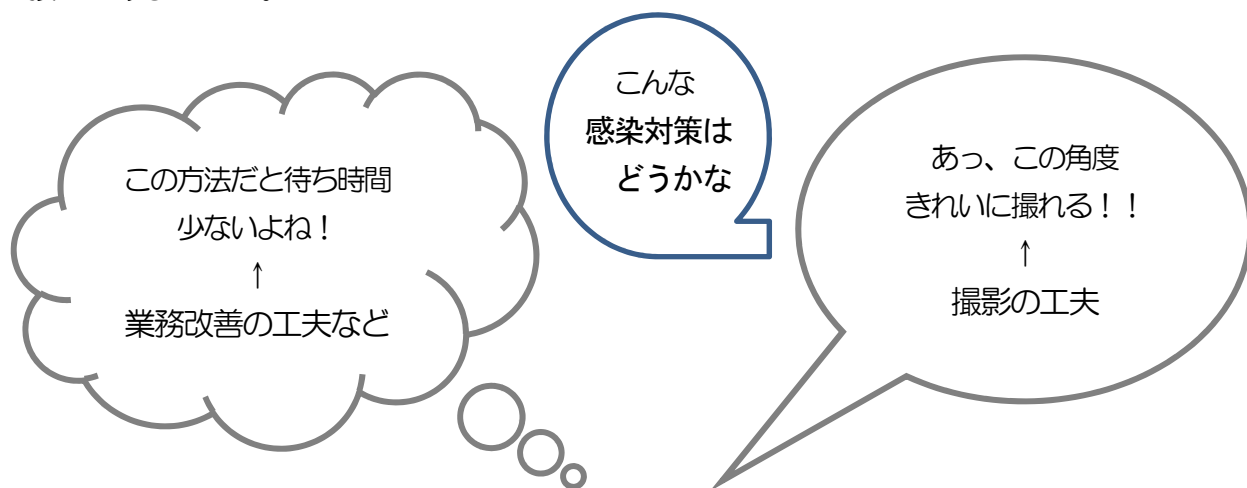 この方法だと待ち時間
少ないよね！
↑
業務改善の工夫など
こんな
感染対策は
どうかな
あっ、この角度
きれいに撮れる！！
↑
撮影の工夫